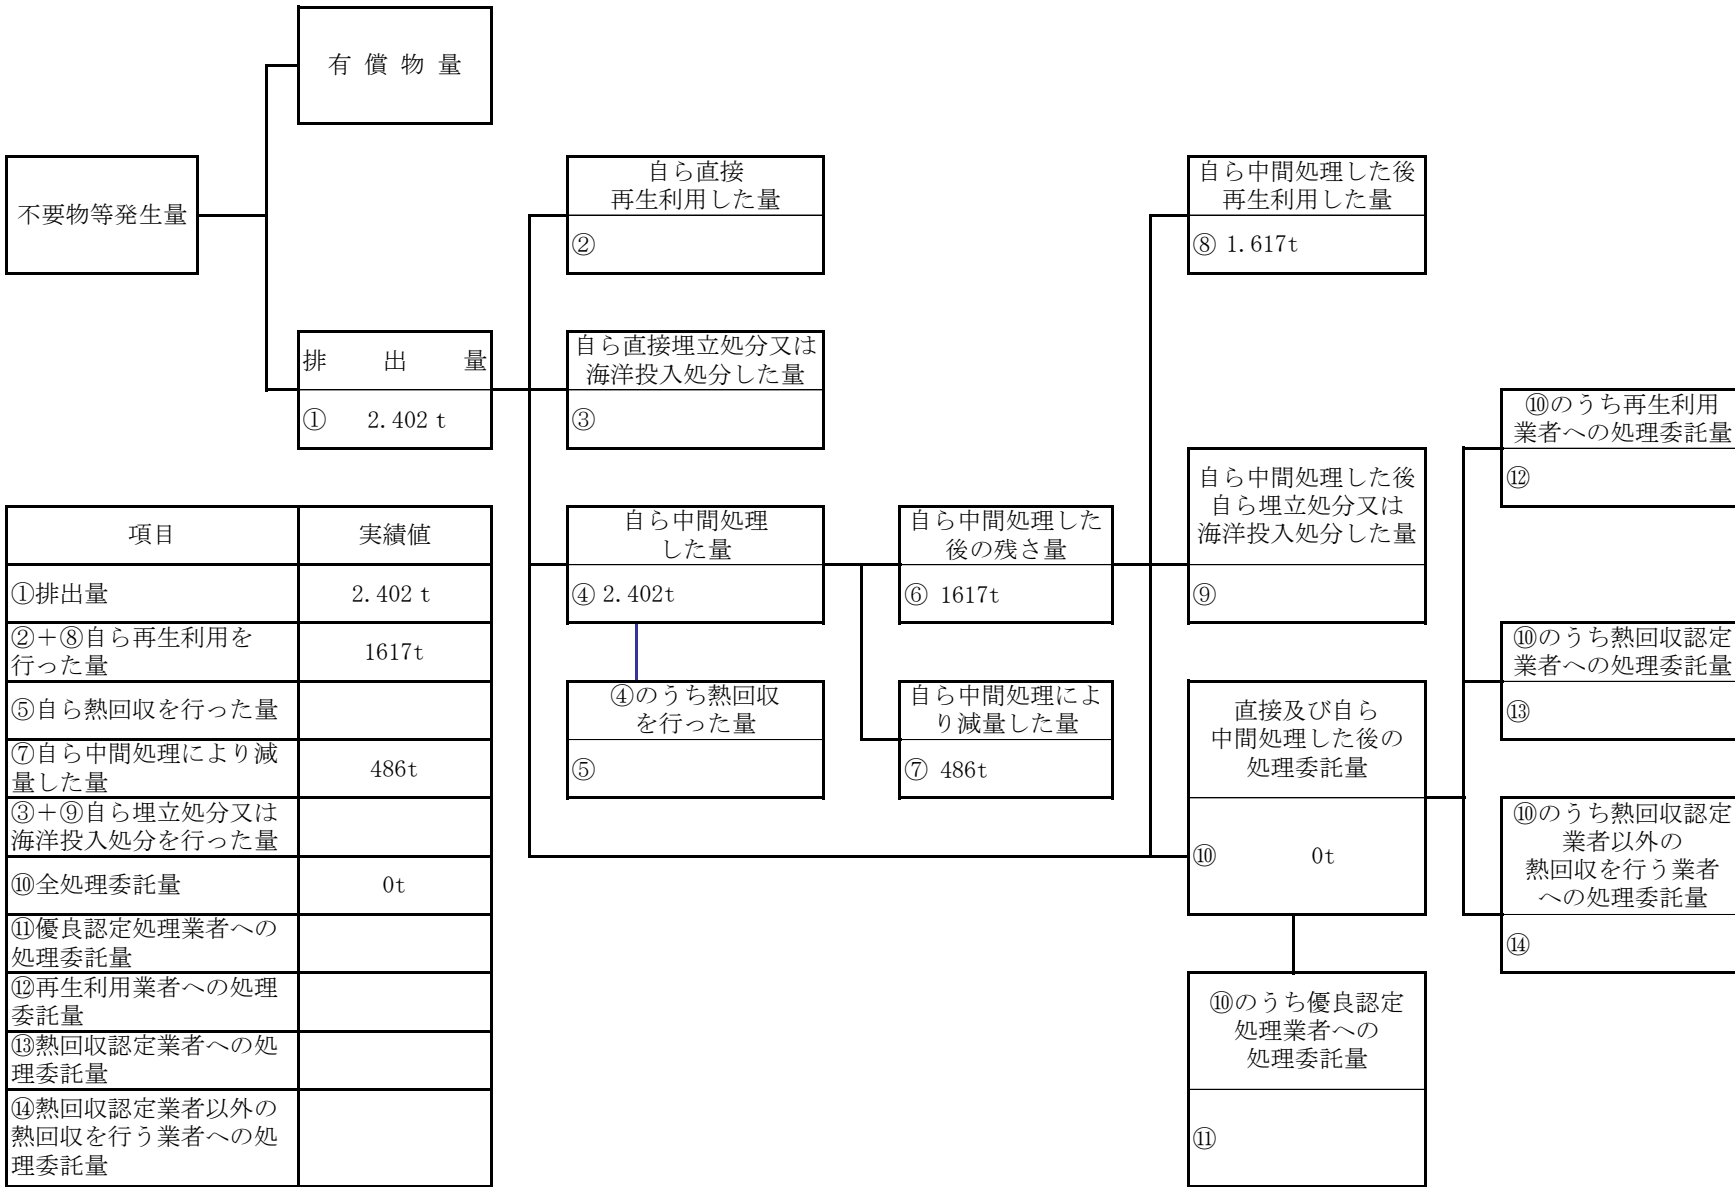 有 償 物 量
不要物等発生量
自ら直接
再生利用した量
②
自ら中間処理した後
再生利用した量
⑧ 1.617t
排 出 量
① 2.402 t
自ら直接埋立処分又は
海洋投入処分した量
③
⑩のうち再生利用
業者への処理委託量
⑫
自ら中間処理
した量
④ 2.402t
自ら中間処理した
後の残さ量
⑥ 1617t
自ら中間処理した後
自ら埋立処分又は
海洋投入処分した量
⑨
⑩のうち熱回収認定
業者への処理委託量
⑬
④のうち熱回収
を行った量
⑤
自ら中間処理によ
り減量した量
⑦ 486t
直接及び自ら
中間処理した後の
処理委託量
⑩ 0t
⑩のうち熱回収認定
業者以外の
熱回収を行う業者
への処理委託量
⑭
⑩のうち優良認定
処理業者への
処理委託量
⑪
項目 実績値
①排出量 2.402 t
②＋⑧自ら再生利用を
行った量 1617t
⑤自ら熱回収を行った量
⑦自ら中間処理により減
量した量 486t
③＋⑨自ら埋立処分又は
海洋投入処分を行った量
⑩全処理委託量 0t
⑪優良認定処理業者への
処理委託量
⑫再生利用業者への処理
委託量
⑬熱回収認定業者への処
理委託量
⑭熱回収認定業者以外の
熱回収を行う業者への処
理委託量